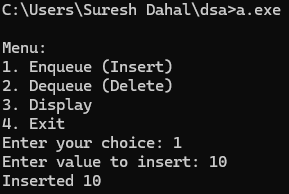 C:\Users\Suresh Dahal\dsa>a.exe
Menu:
1. Enqueue (Insert)
2. Dequeue (Delete)
3. Display
4. Exit
Enter your choice: 1
Enter value to insert: 10
Inserted 10